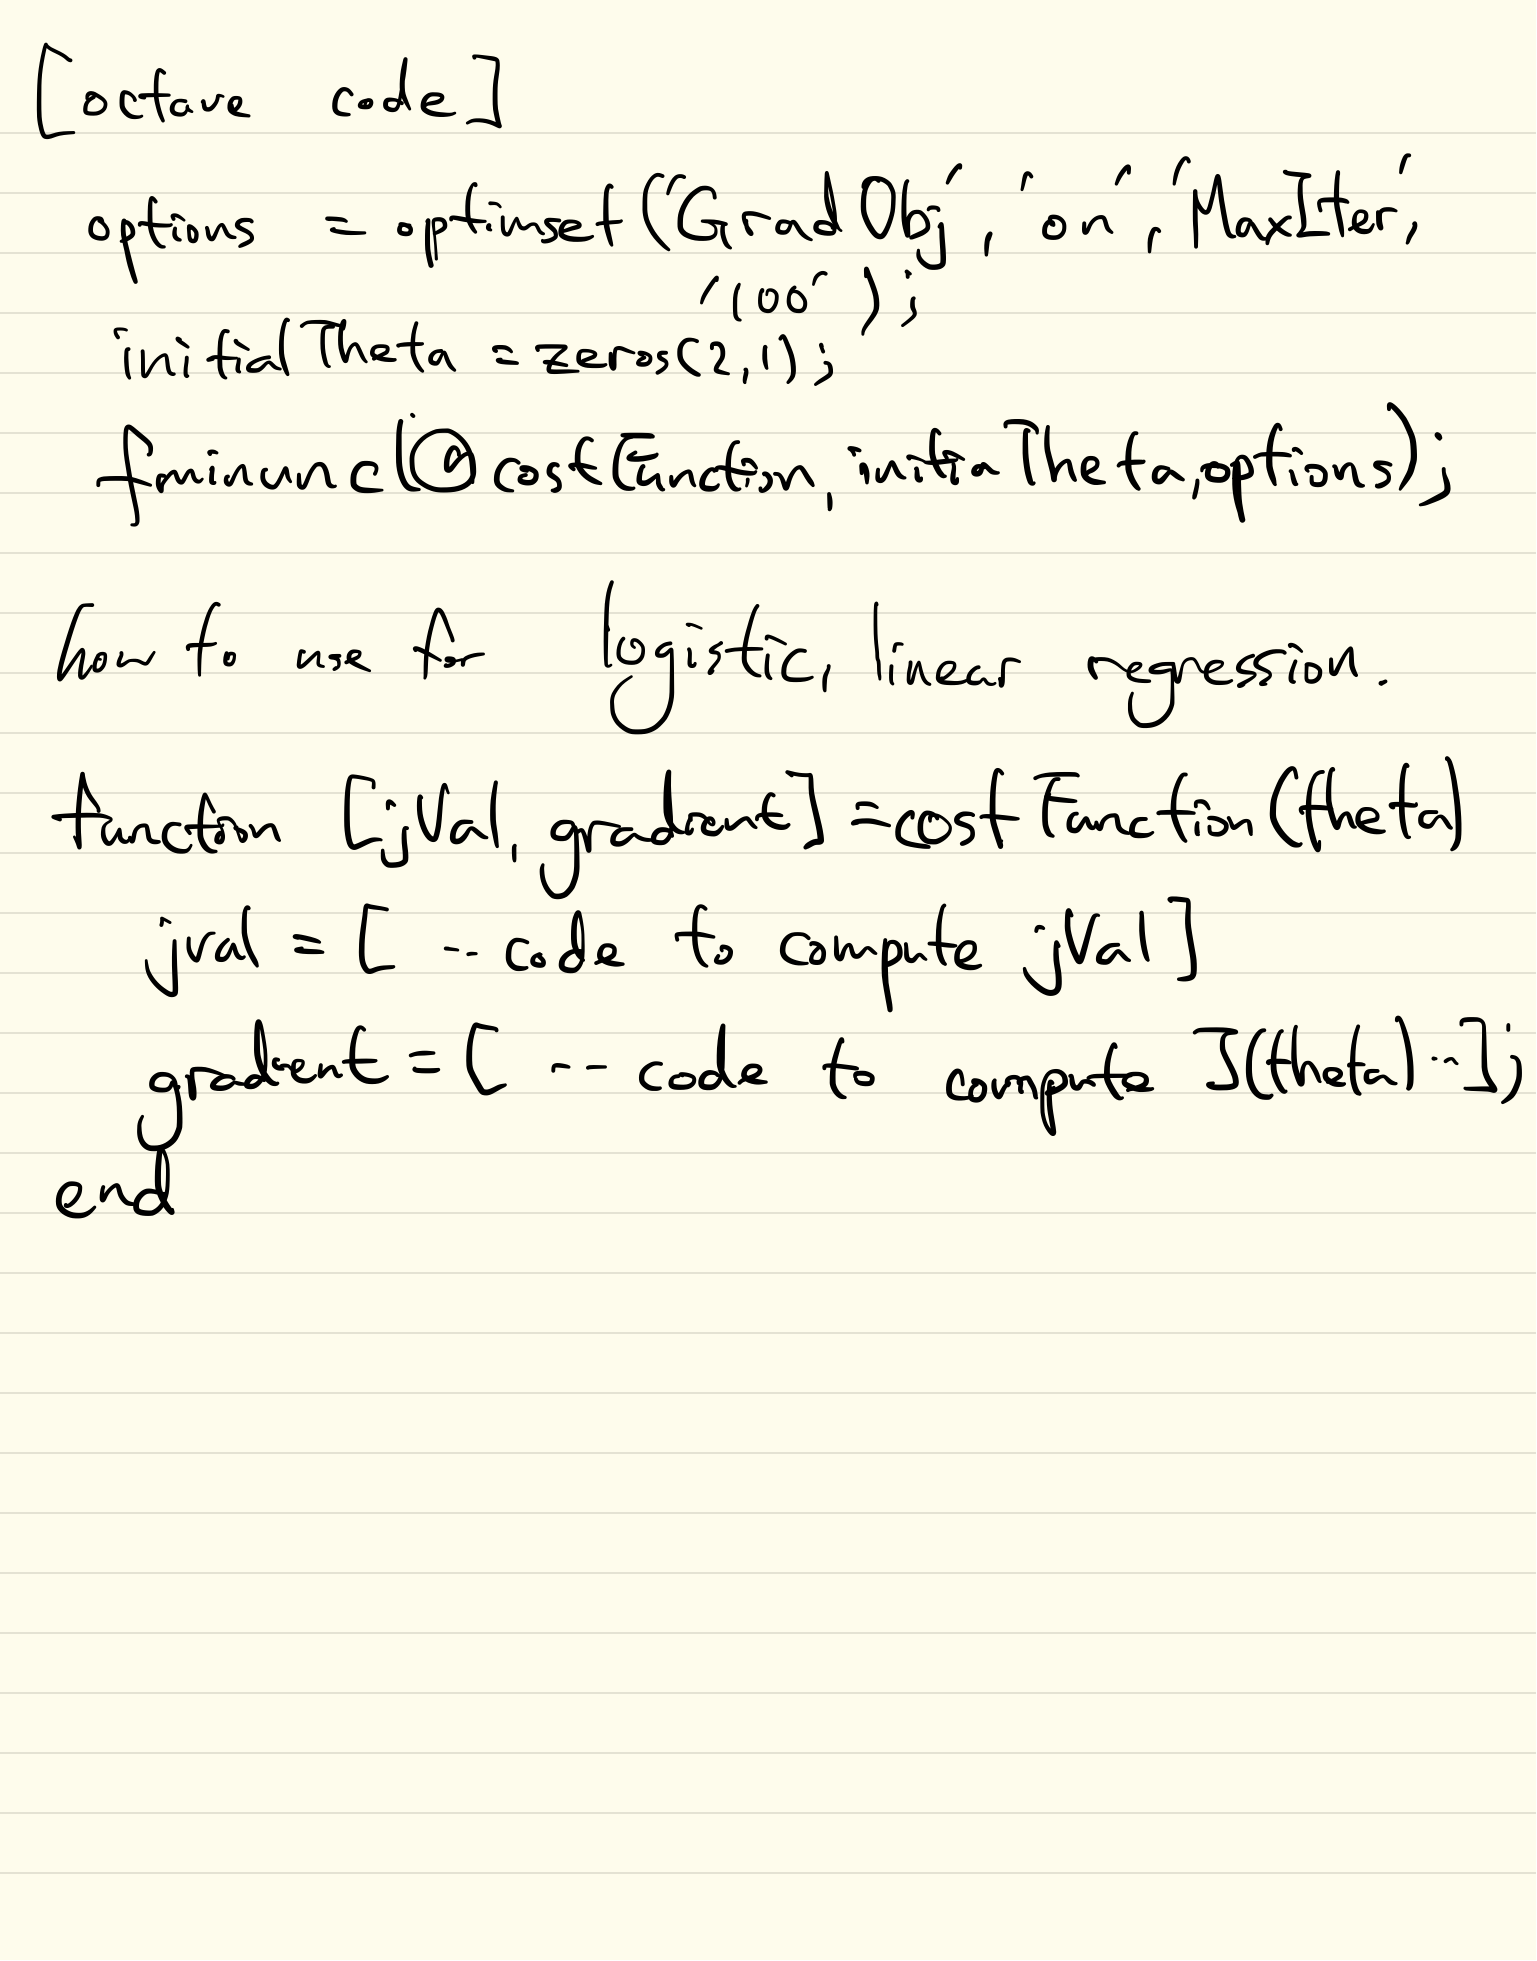 [octave code]
options = optimset('GradObj', 'on', 'MaxIter',
'100');
initialTheta = zeros(2,1);
fminunc(@costFunction, initiaTheta, options);
how to use for logistic, linear regression.
function [jVal, gradient] = costFunction(theta)
jval = [ -- code to compute jVal]
gradient = [ -- code to compute J(theta) --];
end